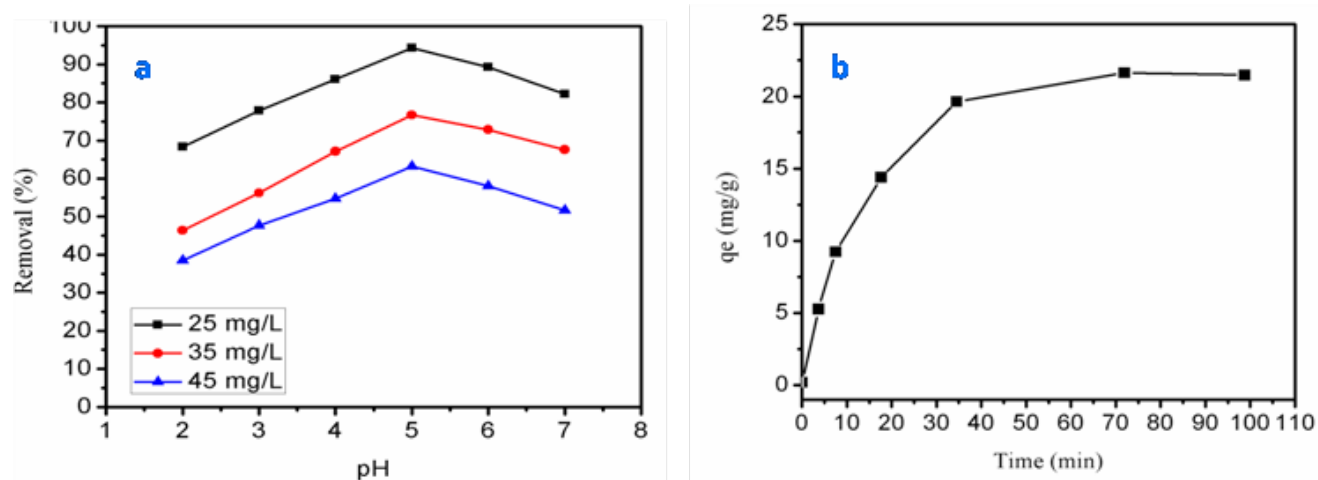 a
100
90
80
70
60
50
40
30
20
10
0
Removal (%)
25 mg/L
35 mg/L
45 mg/L
1 2 3 4 5 6 7 8
pH
b
25
20
15
10
5
0
qe (mg/g)
0 10 20 30 40 50 60 70 80 90 100 110
Time (min)